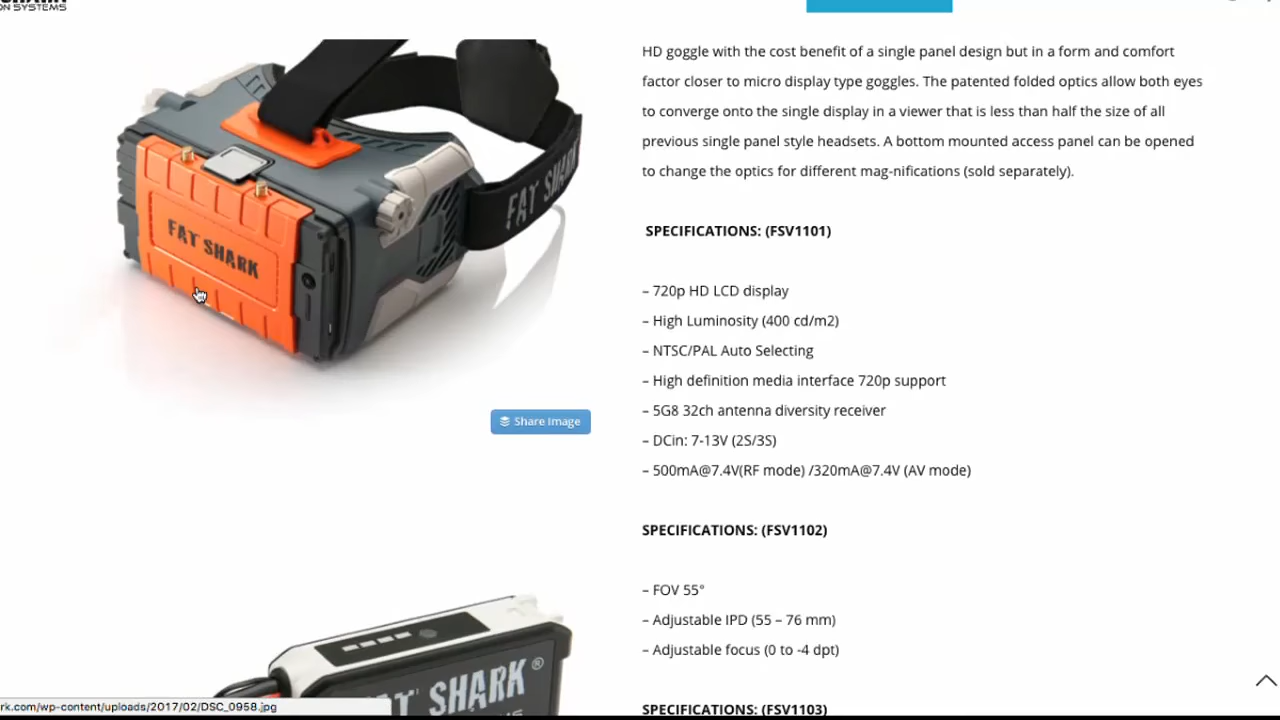 ON SYSTEMS
HD goggle with the cost benefit of a single panel design but in a form and comfort
factor closer to micro display type goggles. The patented folded optics allow both eyes
to converge onto the single display in a viewer that is less than half the size of all
previous single panel style headsets. A bottom mounted access panel can be opened
to change the optics for different mag-nifications (sold separately).
FAT SHARK
FAT SHARK
SPECIFICATIONS: (FSV1101)
– 720p HD LCD display
– High Luminosity (400 cd/m2)
– NTSC/PAL Auto Selecting
– High definition media interface 720p support
– 5G8 32ch antenna diversity receiver
– DCin: 7-13V (2S/3S)
– 500mA@7.4V(RF mode) /320mA@7.4V (AV mode)
Share Image
SPECIFICATIONS: (FSV1102)
– FOV 55°
– Adjustable IPD (55 – 76 mm)
– Adjustable focus (0 to -4 dpt)
AT SHARK®
SPECIFICATIONS: (FSV1103)
rk.com/wp-content/uploads/2017/02/DSC_0958.jpg